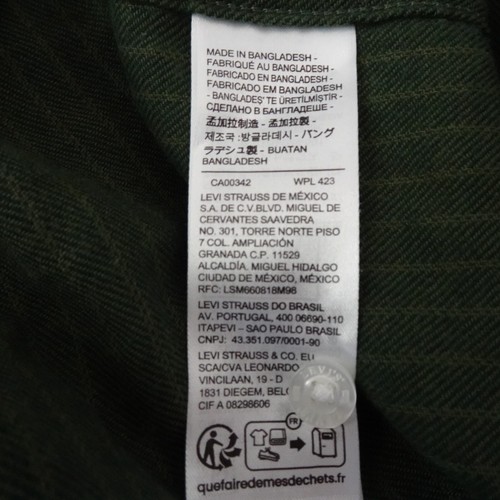 MADE IN BANGLADESH -
FABRIQUÉ AU BANGLADESH -
FABRICADO EN BANGLADESH -
FABRICADO EM BANGLADESH -
- BANGLADEŞ' TE ÜRETİLMİŞTİR -
СДЕЛАНО В БАНГЛАДЕШЕ -
孟加拉制造 - 孟加拉製 -
제조국 :방글라데시 - バング
ラデシュ製 - BUATAN
BANGLADESH
CA00342 WPL 423
LEVI STRAUSS DE MÉXICO
S.A. DE C.V.BLVD. MIGUEL DE
CERVANTES SAAVEDRA
NO. 301, TORRE NORTE PISO
7 COL. AMPLIACIÓN
GRANADA C.P. 11529
ALCALDÍA. MIGUEL HIDALGO
CIUDAD DE MÉXICO, MÉXICO
RFC: LSM660818M98
LEVI STRAUSS DO BRASIL
AV. PORTUGAL, 400 06690-110
ITAPEVI – SAO PAULO BRASIL
CNPJ: 43.351.097/0001-90
LEVI STRAUSS & CO. EU
SCA/CVA LEONARDO
VINCILAAN, 19 - D
1831 DIEGEM,
CIF A 08298606
LEVI'S
FR
quefairedemesdechets.fr